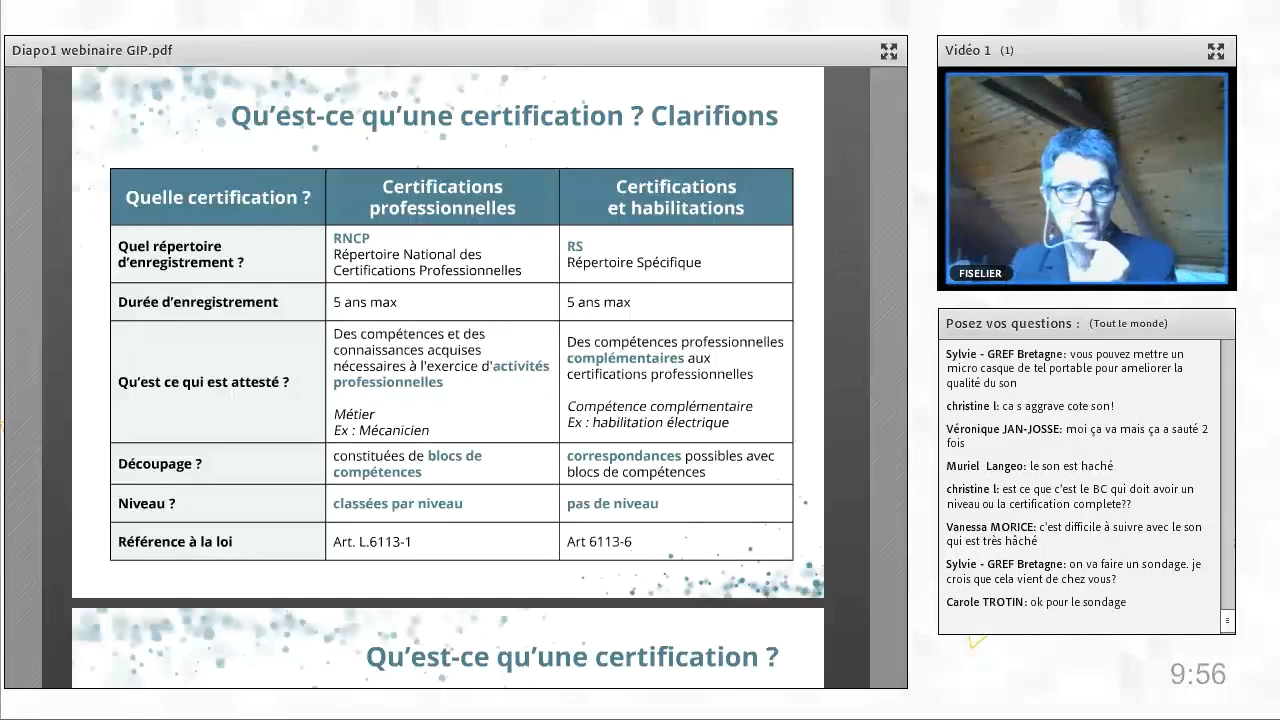 Diapo1 webinaire GIP.pdf
Qu'est-ce qu'une certification ? Clarifions
Quelle certification ?
Certifications
professionnelles
Certifications
et habilitations
Quel répertoire
d'enregistrement ?
RNCP
Répertoire National des
Certifications Professionnelles
RS
Répertoire Spécifique
Durée d'enregistrement
5 ans max
5 ans max
Qu'est ce qui est attesté ?
Des compétences et des
connaissances acquises
nécessaires à l'exercice d'activités
professionnelles
Métier
Ex : Mécanicien
Des compétences professionnelles
complémentaires aux
certifications professionnelles
Compétence complémentaire
Ex : habilitation électrique
Découpage ?
constituées de blocs de
compétences
correspondances possibles avec
blocs de compétences
Niveau ?
classées par niveau
pas de niveau
Référence à la loi
Art. L.6113-1
Art 6113-6
Qu'est-ce qu'une certification ?
Vidéo 1 (1)
FISELIER
Posez vos questions : (Tout le monde)
Sylvie - GREF Bretagne: vous pouvez mettre un
micro casque de tel portable pour ameliorer la
qualité du son
christine l: ca s aggrave cote son!
Véronique JAN-JOSSE: moi ça va mais ça a sauté 2
fois
Muriel Langeo: le son est haché
christine l: est ce que c'est le BC qui doit avoir un
niveau ou la certification complete??
Vanessa MORICE: c'est difficile à suivre avec le son
qui est très hâché
Sylvie - GREF Bretagne: on va faire un sondage. je
crois que cela vient de chez vous?
Carole TROTIN: ok pour le sondage
9:56